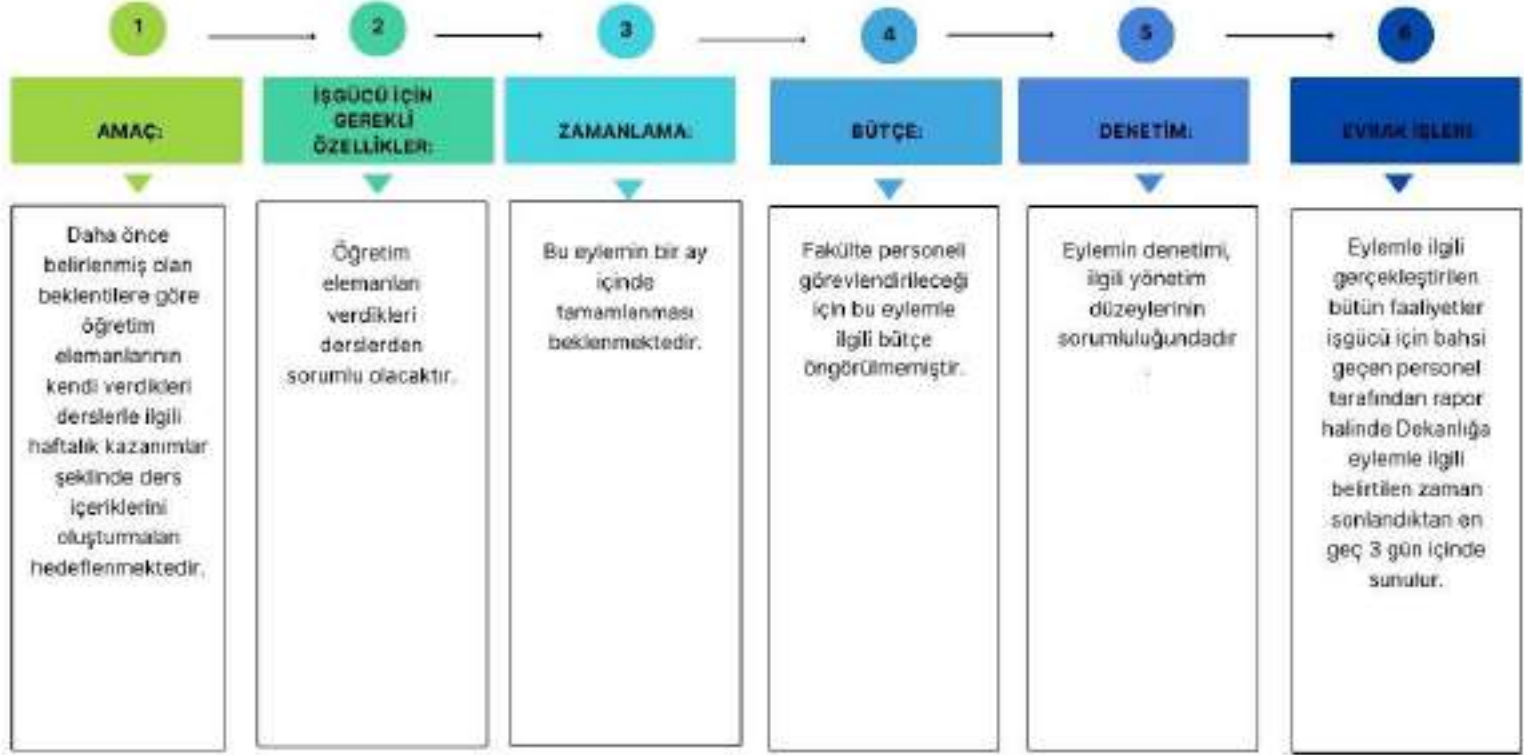 1
2
3
4
5
6
AMAÇ:
İŞGÜCÜ İÇİN
GEREKLİ
ÖZELLİKLER:
ZAMANLAMA:
BÜTÇE:
DENETİM:
EVRAK İŞLERİ:
Daha önce
belirlenmiş olan
beklentilere göre
öğretim
elemanlarının
kendi verdikleri
derslerle ilgili
haftalık kazanımlar
şeklinde ders
içeriklerini
oluşturmaları
hedeflenmektedir.
Öğretim
elemanları
verdikleri
derslerden
sorumlu olacaktır.
Bu eylemin bir ay
içinde
tamamlanması
beklenmektedir.
Fakülte personeli
görevlendirileceği
için bu eylemle
ilgili bütçe
öngörülmemiştir.
Eylemin denetimi,
ilgili yönetim
düzeylerinin
sorumluluğundadır
.
Eylemle ilgili
gerçekleştirilen
bütün faaliyetler
işgücü için bahsi
geçen personel
tarafından rapor
halinde Dekanlığa
eylemle ilgili
belirtilen zaman
sonlandıktan en
geç 3 gün içinde
sunulur.